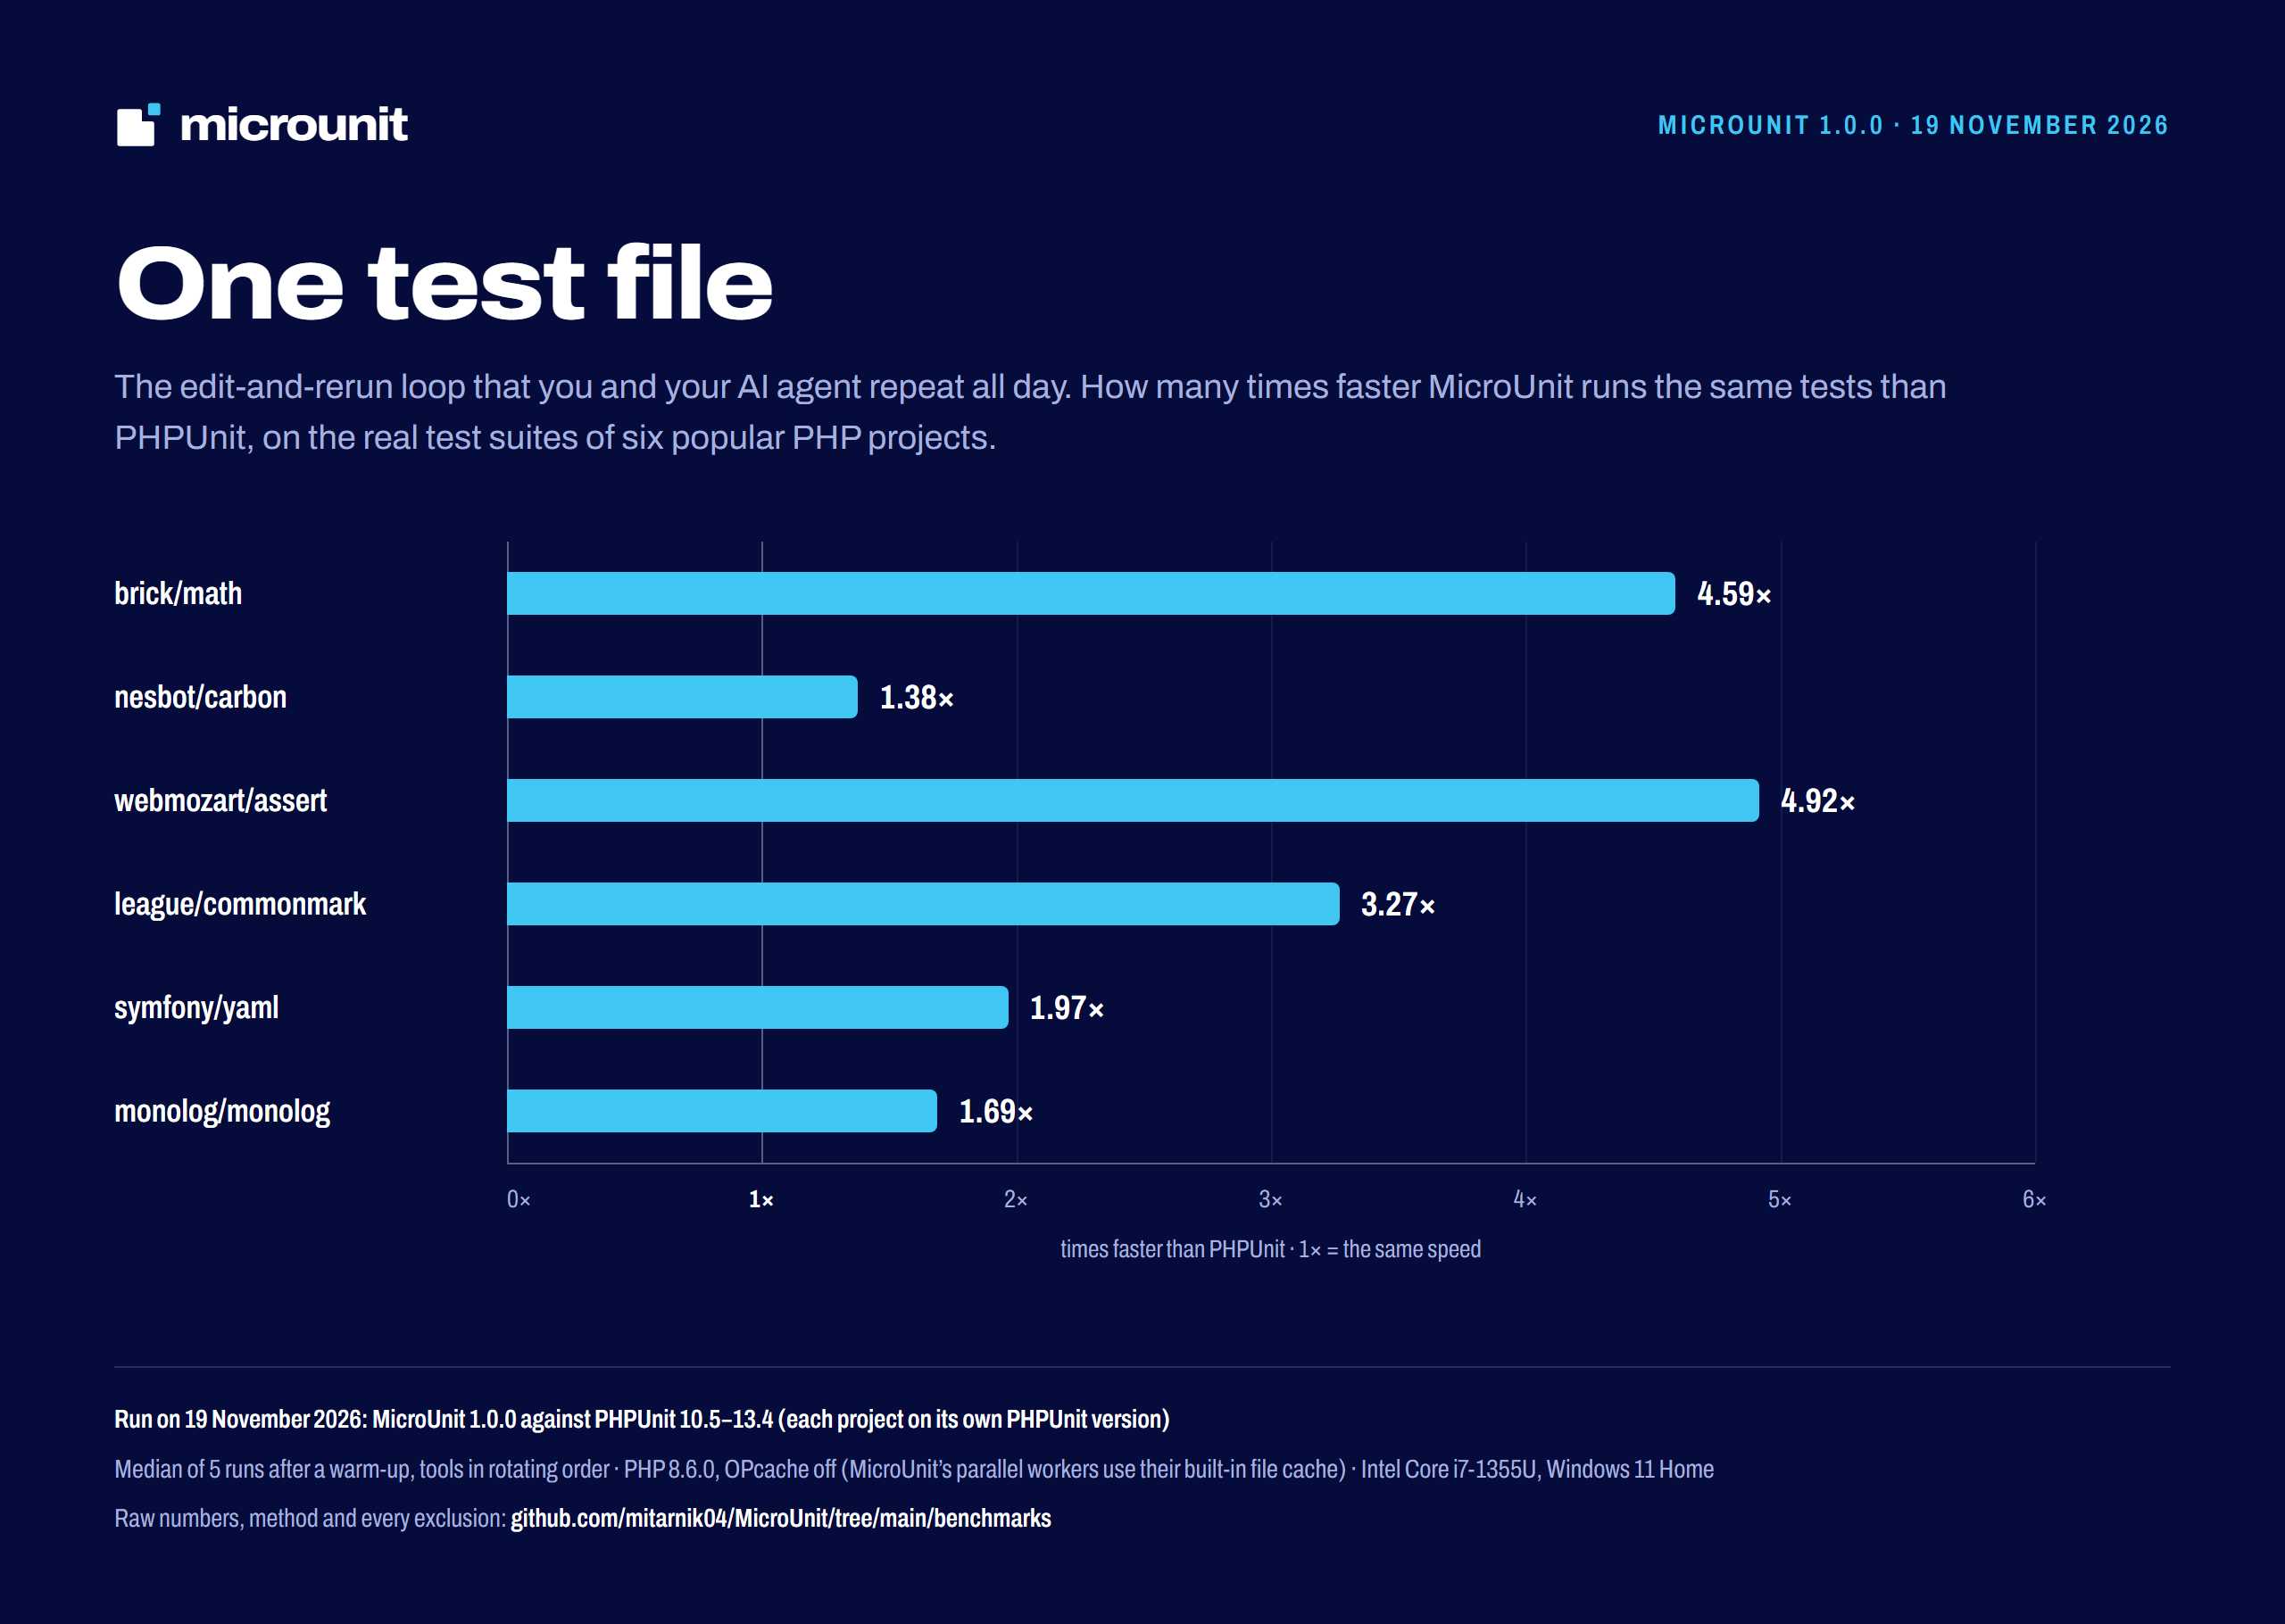 microunit
MICROUNIT 1.0.0 · 19 NOVEMBER 2026
One test file
The edit-and-rerun loop that you and your AI agent repeat all day. How many times faster MicroUnit runs the same tests than
PHPUnit, on the real test suites of six popular PHP projects.
brick/math 4.59×
nesbot/carbon 1.38×
webmozart/assert 4.92×
league/commonmark 3.27×
symfony/yaml 1.97×
monolog/monolog 1.69×
0× 1× 2× 3× 4× 5× 6×
times faster than PHPUnit · 1× = the same speed
Run on 19 November 2026: MicroUnit 1.0.0 against PHPUnit 10.5–13.4 (each project on its own PHPUnit version)
Median of 5 runs after a warm-up, tools in rotating order · PHP 8.6.0, OPcache off (MicroUnit’s parallel workers use their built-in file cache) · Intel Core i7-1355U, Windows 11 Home
Raw numbers, method and every exclusion: github.com/mitarnik04/MicroUnit/tree/main/benchmarks